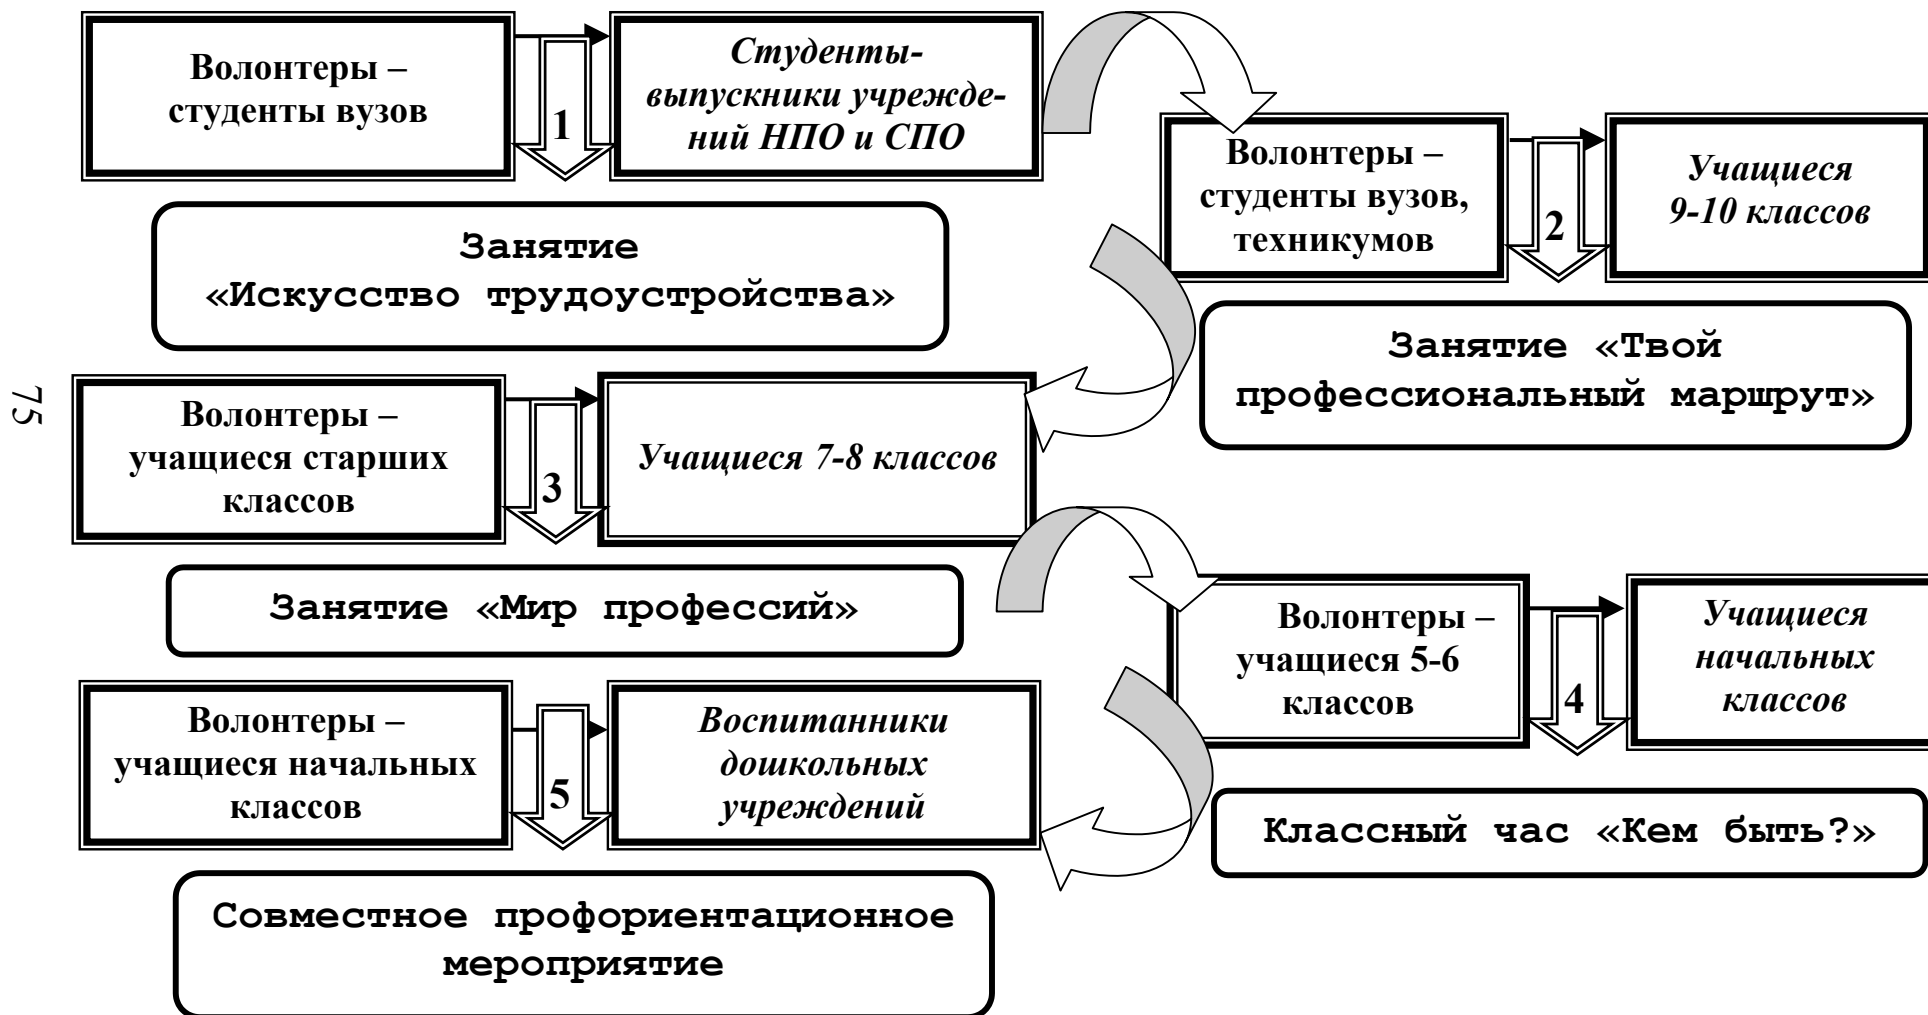 Волонтеры –
студенты вузов
1
Студенты-
выпускники учрежде-
ний НПО и СПО
Занятие
«Искусство трудоустройства»
Волонтеры –
студенты вузов,
техникумов
2
Учащиеся
9-10 классов
Занятие «Твой
профессиональный маршрут»
Волонтеры –
учащиеся старших
классов
3
Учащиеся 7-8 классов
Занятие «Мир профессий»
Волонтеры –
учащиеся 5-6
классов
4
Учащиеся
начальных
классов
Классный час «Кем быть?»
Волонтеры –
учащиеся начальных
классов
5
Воспитанники
дошкольных
учреждений
Совместное профориентационное
мероприятие
75